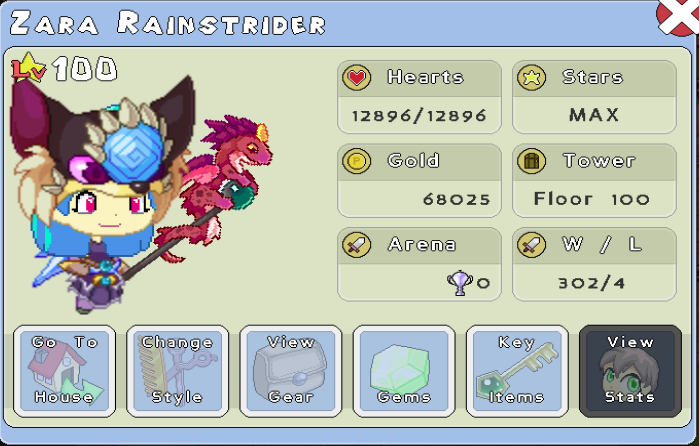 Zara Rainstrider
Lv 100
Hearts
12896/12896
Stars
MAX
Gold
68025
Tower
Floor 100
Arena
0
W / L
302/4
Go To
House
Change
Style
View
Gear
Gems
Key
Items
View
Stats